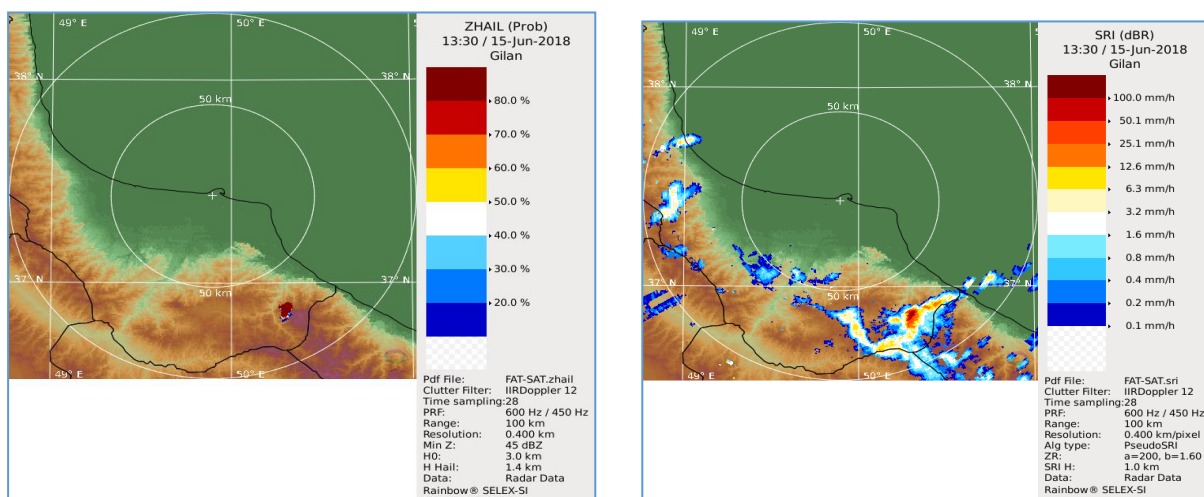 49° E
50° E
38° N
50 km
37° N
50 km
49° E
50° E
ZHAIL (Prob)
13:30 / 15-Jun-2018
Gilan
80.0 %
70.0 %
60.0 %
50.0 %
40.0 %
30.0 %
20.0 %
Pdf File: FAT-SAT.zhail
Clutter Filter: IIRDoppler 12
Time sampling:28
PRF: 600 Hz / 450 Hz
Range: 100 km
Resolution: 0.400 km
Min Z: 45 dBZ
H0: 3.0 km
H Hail: 1.4 km
Data: Radar Data
Rainbow® SELEX-SI
49° E
50° E
38° N
38° N
50 km
37° N
37° N
50 km
49° E
50° E
SRI (dBR)
13:30 / 15-Jun-2018
Gilan
100.0 mm/h
50.1 mm/h
25.1 mm/h
12.6 mm/h
6.3 mm/h
3.2 mm/h
1.6 mm/h
0.8 mm/h
0.4 mm/h
0.2 mm/h
0.1 mm/h
Pdf File: FAT-SAT.sri
Clutter Filter: IIRDoppler 12
Time sampling:28
PRF: 600 Hz / 450 Hz
Range: 100 km
Resolution: 0.400 km/pixel
Alg type: PseudoSRI
ZR: a=200, b=1.60
SRI H: 1.0 km
Data: Radar Data
Rainbow® SELEX-SI